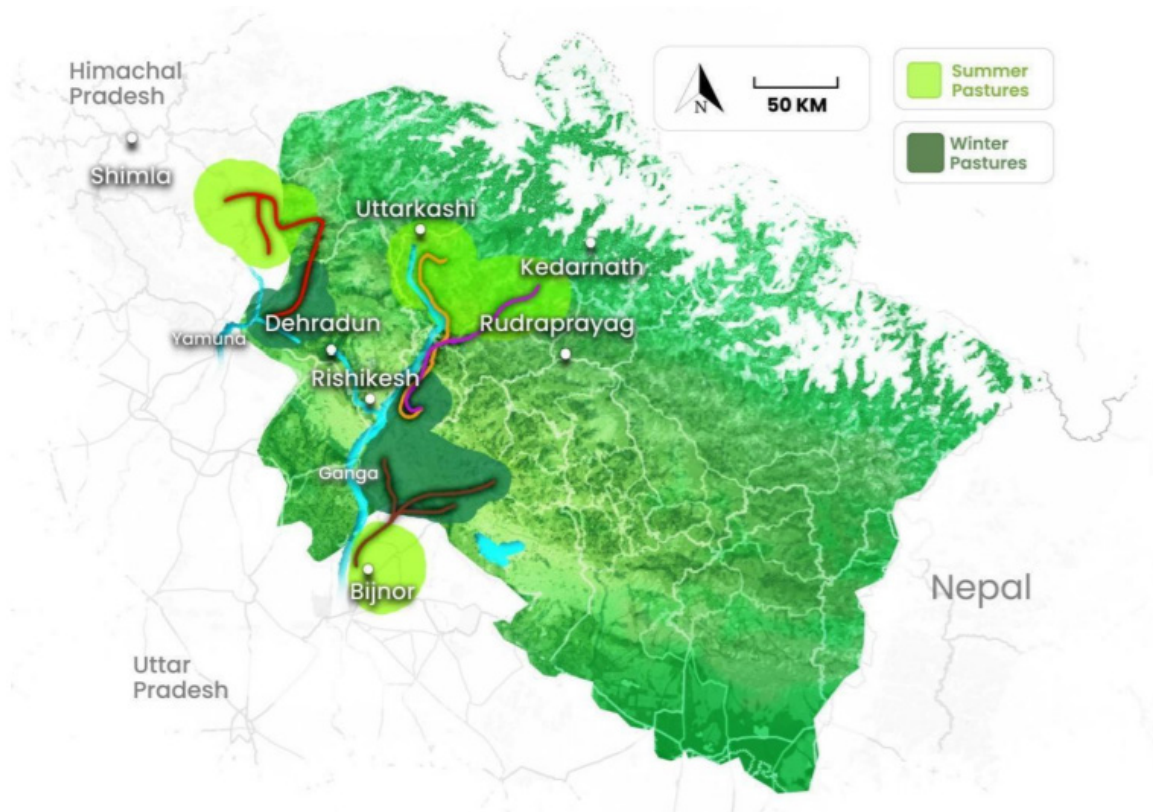 Himachal
Pradesh
Shimla
N
50 KM
Summer
Pastures
Winter
Pastures
Uttarkashi
Kedarnath
Yamuna
Dehradun
Rudraprayag
Rishikesh
Ganga
Bijnor
Nepal
Uttar
Pradesh